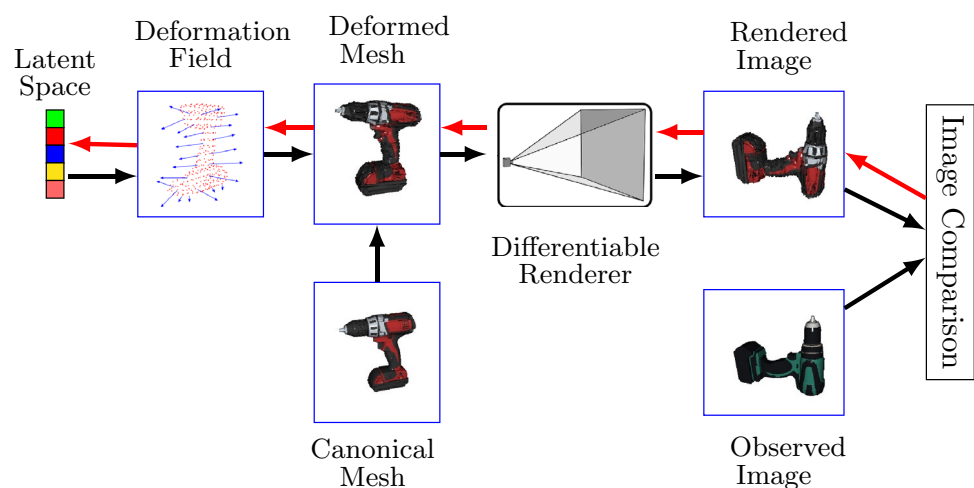 Latent
Space
Deformation
Field
Deformed
Mesh
Differentiable
Renderer
Rendered
Image
Image Comparison
Canonical
Mesh
Observed
Image